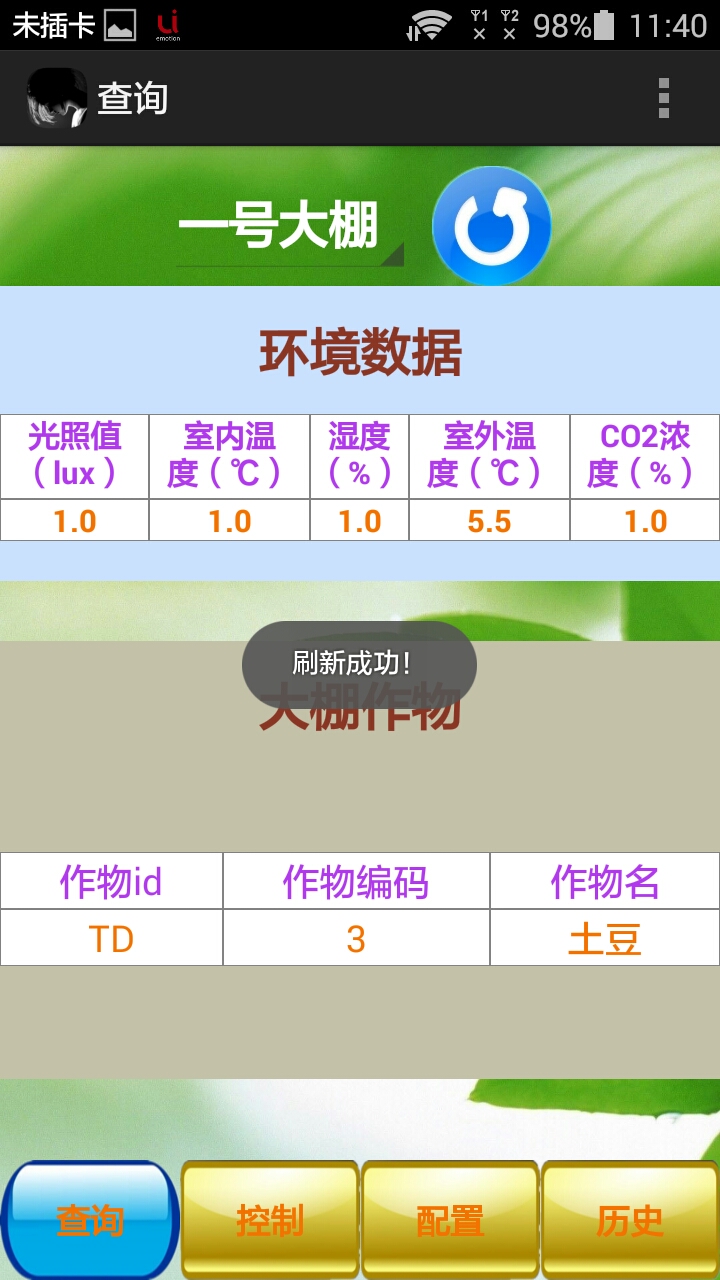 未插卡 Ui emotion 1 2 98% 11:40
查询
一号大棚
环境数据
光照值（lux） 室内温度（℃） 湿度（%） 室外温度（℃） CO2浓度（%）
1.0 1.0 1.0 5.5 1.0
刷新成功!
大棚作物
作物id 作物编码 作物名
TD 3 土豆
查询 控制 配置 历史